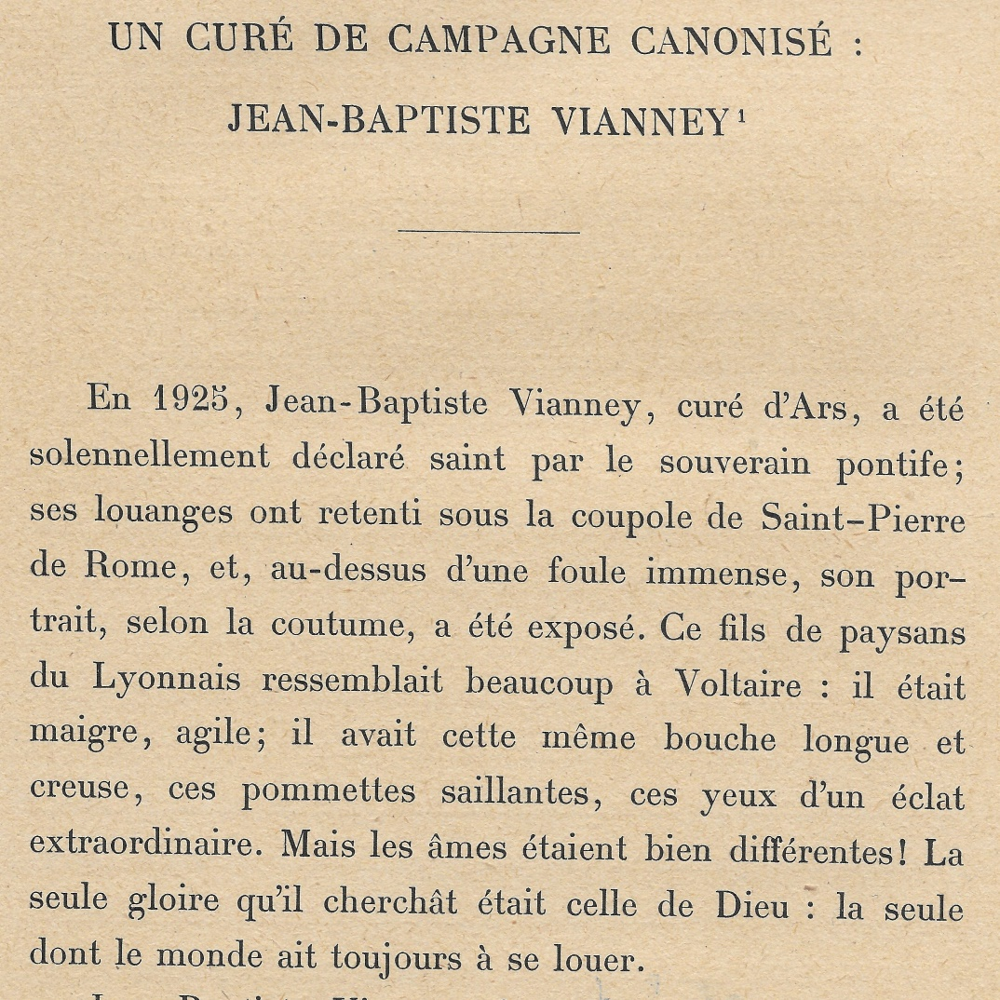 UN CURÉ DE CAMPAGNE CANONISÉ :
JEAN-BAPTISTE VIANNEY¹
En 1925, Jean-Baptiste Vianney, curé d'Ars, a été
solennellement déclaré saint par le souverain pontife;
ses louanges ont retenti sous la coupole de Saint-Pierre
de Rome, et, au-dessus d'une foule immense, son por-
trait, selon la coutume, a été exposé. Ce fils de paysans
du Lyonnais ressemblait beaucoup à Voltaire : il était
maigre, agile; il avait cette même bouche longue et
creuse, ces pommettes saillantes, ces yeux d'un éclat
extraordinaire. Mais les âmes étaient bien différentes! La
seule gloire qu'il cherchât était celle de Dieu : la seule
dont le monde ait toujours à se louer.